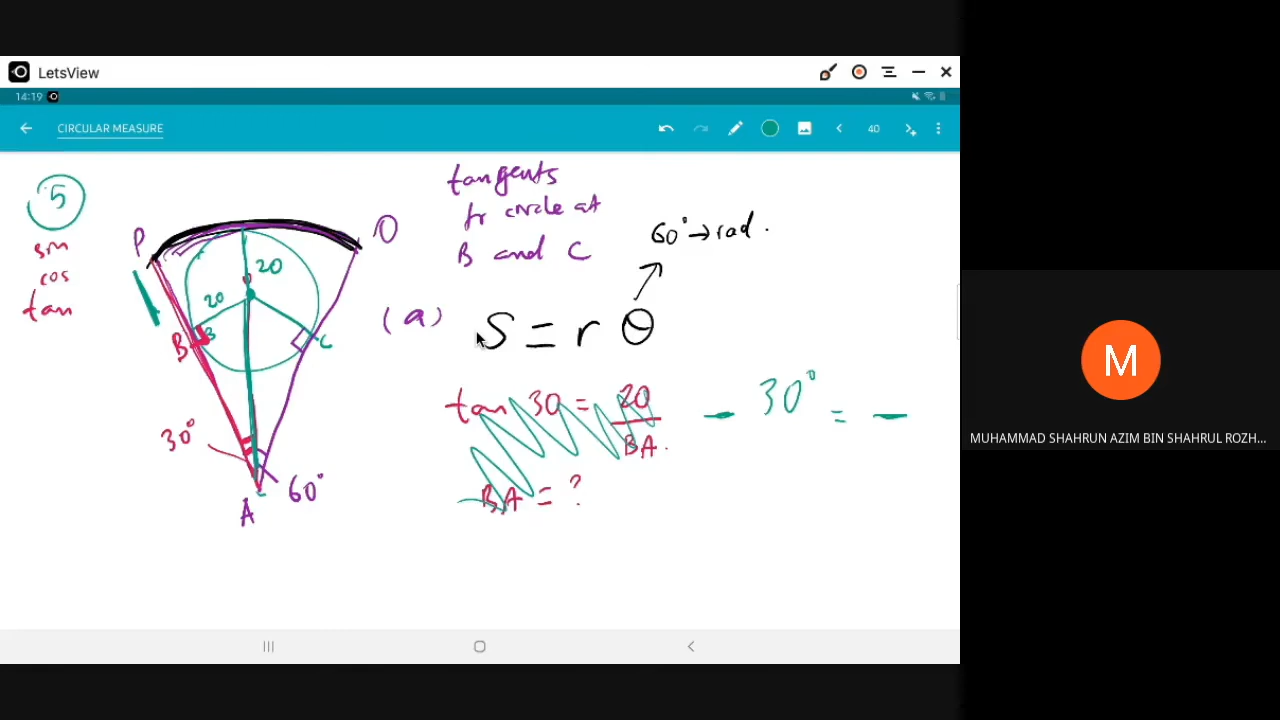 LetsView
14:19
CIRCULAR MEASURE
40
5
sin
cos
tan
tangents
to circle at
B and C
60° → rad.
P
Q
20
20
O
B
B
C
(a)
S = r θ
tan 30 = 20 / BA.
- 30° = -
BA = ?
30°
60°
A
M
MUHAMMAD SHAHRUN AZIM BIN SHAHRUL ROZH...